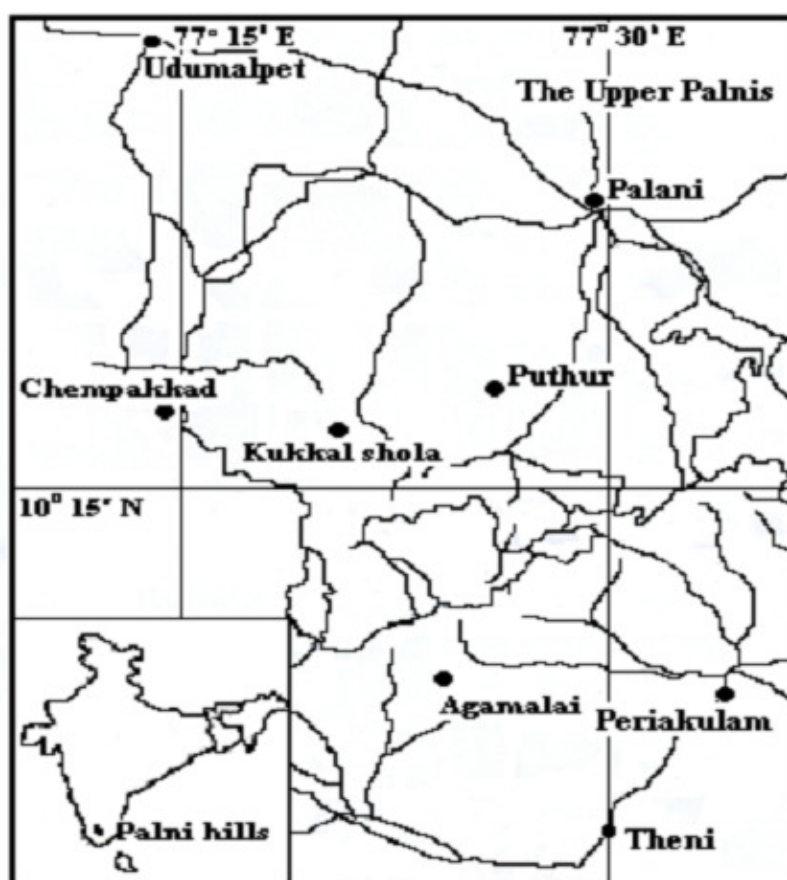 77° 15' E
77° 30' E
Udumalpet
The Upper Palnis
Palani
Chempakkad
Puthur
Kukkal shola
10° 15' N
Agamalai
Periakulam
Palni hills
Theni